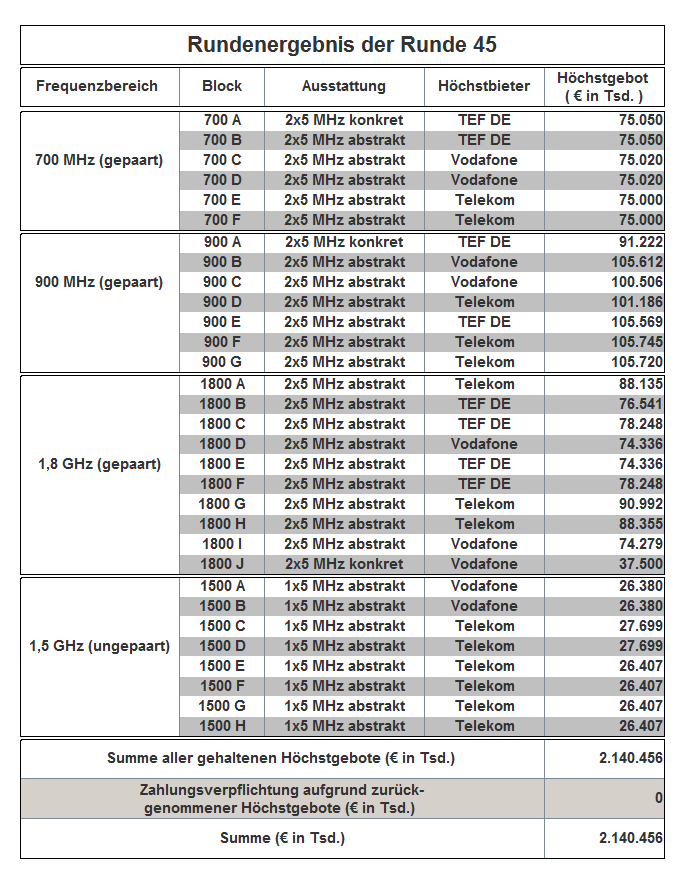 Rundenergebnis der Runde 45
Frequenzbereich Block Ausstattung Höchstbieter Höchstgebot
( € in Tsd. )
700 MHz (gepaart)
700 A 2x5 MHz konkret TEF DE 75.050
700 B 2x5 MHz abstrakt TEF DE 75.050
700 C 2x5 MHz abstrakt Vodafone 75.020
700 D 2x5 MHz abstrakt Vodafone 75.020
700 E 2x5 MHz abstrakt Telekom 75.000
700 F 2x5 MHz abstrakt Telekom 75.000
900 MHz (gepaart)
900 A 2x5 MHz konkret TEF DE 91.222
900 B 2x5 MHz abstrakt Vodafone 105.612
900 C 2x5 MHz abstrakt Vodafone 100.506
900 D 2x5 MHz abstrakt Telekom 101.186
900 E 2x5 MHz abstrakt TEF DE 105.569
900 F 2x5 MHz abstrakt Telekom 105.745
900 G 2x5 MHz abstrakt Telekom 105.720
1,8 GHz (gepaart)
1800 A 2x5 MHz abstrakt Telekom 88.135
1800 B 2x5 MHz abstrakt TEF DE 76.541
1800 C 2x5 MHz abstrakt TEF DE 78.248
1800 D 2x5 MHz abstrakt Vodafone 74.336
1800 E 2x5 MHz abstrakt TEF DE 74.336
1800 F 2x5 MHz abstrakt TEF DE 78.248
1800 G 2x5 MHz abstrakt Telekom 90.992
1800 H 2x5 MHz abstrakt Telekom 88.355
1800 I 2x5 MHz abstrakt Vodafone 74.279
1800 J 2x5 MHz konkret Vodafone 37.500
1,5 GHz (ungepaart)
1500 A 1x5 MHz abstrakt Vodafone 26.380
1500 B 1x5 MHz abstrakt Vodafone 26.380
1500 C 1x5 MHz abstrakt Telekom 27.699
1500 D 1x5 MHz abstrakt Telekom 27.699
1500 E 1x5 MHz abstrakt Telekom 26.407
1500 F 1x5 MHz abstrakt Telekom 26.407
1500 G 1x5 MHz abstrakt Telekom 26.407
1500 H 1x5 MHz abstrakt Telekom 26.407
Summe aller gehaltenen Höchstgebote (€ in Tsd.) 2.140.456
Zahlungsverpflichtung aufgrund zurück-
genommener Höchstgebote (€ in Tsd.) 0
Summe (€ in Tsd.) 2.140.456